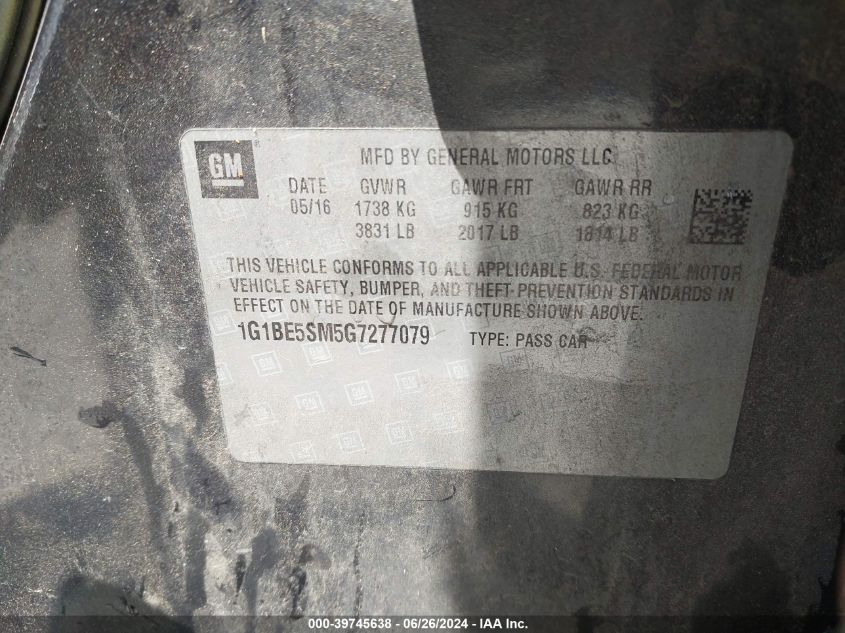 GM
MFD BY GENERAL MOTORS LLC
DATE GVWR GAWR FRT GAWR RR
05/16 1738 KG 915 KG 823 KG
3831 LB 2017 LB 1814 LB
THIS VEHICLE CONFORMS TO ALL APPLICABLE U.S. FEDERAL MOTOR
VEHICLE SAFETY, BUMPER, AND THEFT PREVENTION STANDARDS IN
EFFECT ON THE DATE OF MANUFACTURE SHOWN ABOVE.
1G1BE5SM5G7277079 TYPE: PASS CAR
000-39745638 - 06/26/2024 - IAA Inc.